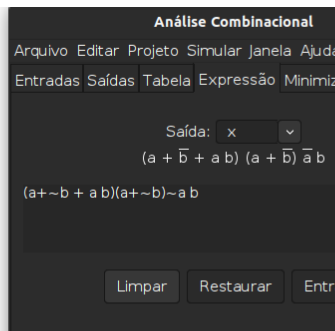 Análise Combinacional
Arquivo Editar Projeto Simular Janela Ajuda
Entradas Saídas Tabela Expressão Minimiz
Saída: x
(a + b̅ + a b) (a + b̅) a̅ b
(a+~b + a b)(a+~b)~a b
Limpar Restaurar Entr